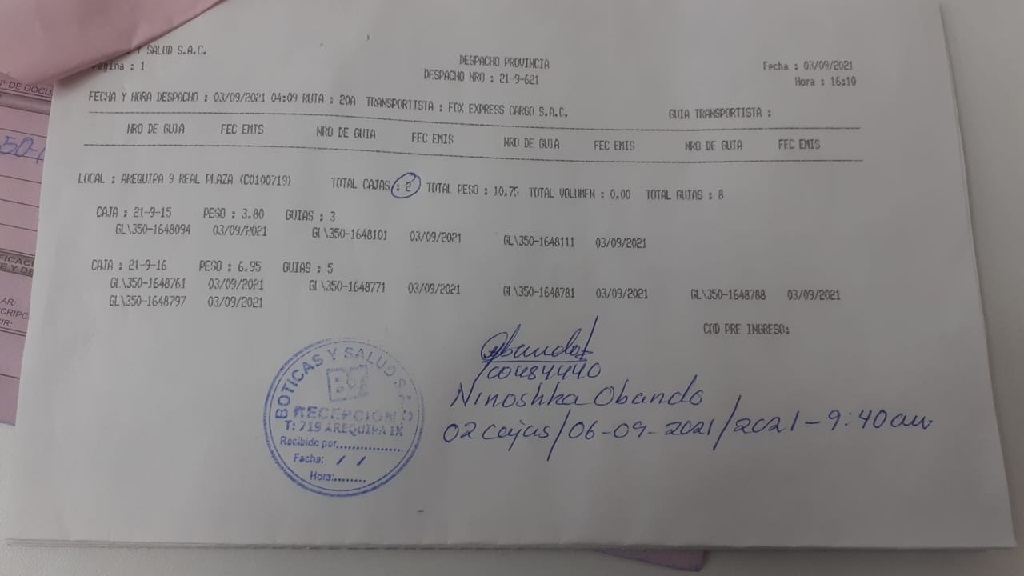 Y SALUD S.A.C.
DESPACHO PROVINCIA
Fecha : 03/09/2021
Pagina : 1
DESPACHO NRO : 21-9-621
Hora : 16:10
FECHA Y HORA DESPACHO : 03/09/2021 04:09 RUTA : 20A TRANSPORTISTA : FCX EXPRESS CARGO S.A.C. GUIA TRANSPORTISTA :
NRO DE GUIA FEC EMIS NRO DE GUIA FEC EMIS NRO DE GUIA FEC EMIS NRO DE GUIA FEC EMIS
LOCAL : AREQUIPA 9 REAL PLAZA (C0100719) TOTAL CAJAS : 2 TOTAL PESO : 10.75 TOTAL VOLUMEN : 0.00 TOTAL GUIAS : 8
CAJA : 21-9-15 PESO : 3.80 GUIAS : 3
GL\350-1648094 03/09/2021 GL\350-1648101 03/09/2021 GL\350-1648111 03/09/2021
CAJA : 21-9-16 PESO : 6.95 GUIAS : 5
GL\350-1648761 03/09/2021 GL\350-1648771 03/09/2021 GL\350-1648781 03/09/2021 GL\350-1648788 03/09/2021
GL\350-1648797 03/09/2021
COD PRE INGRESO:
BOTICAS Y SALUD S.A.C
BS
RECEPCION
T: 719 AREQUIPA IX
Recibido por
Fecha: / /
Hora:
Obando
00484440
Ninoshka Obando
02 cajas/06-09-2021/2021-9:40am